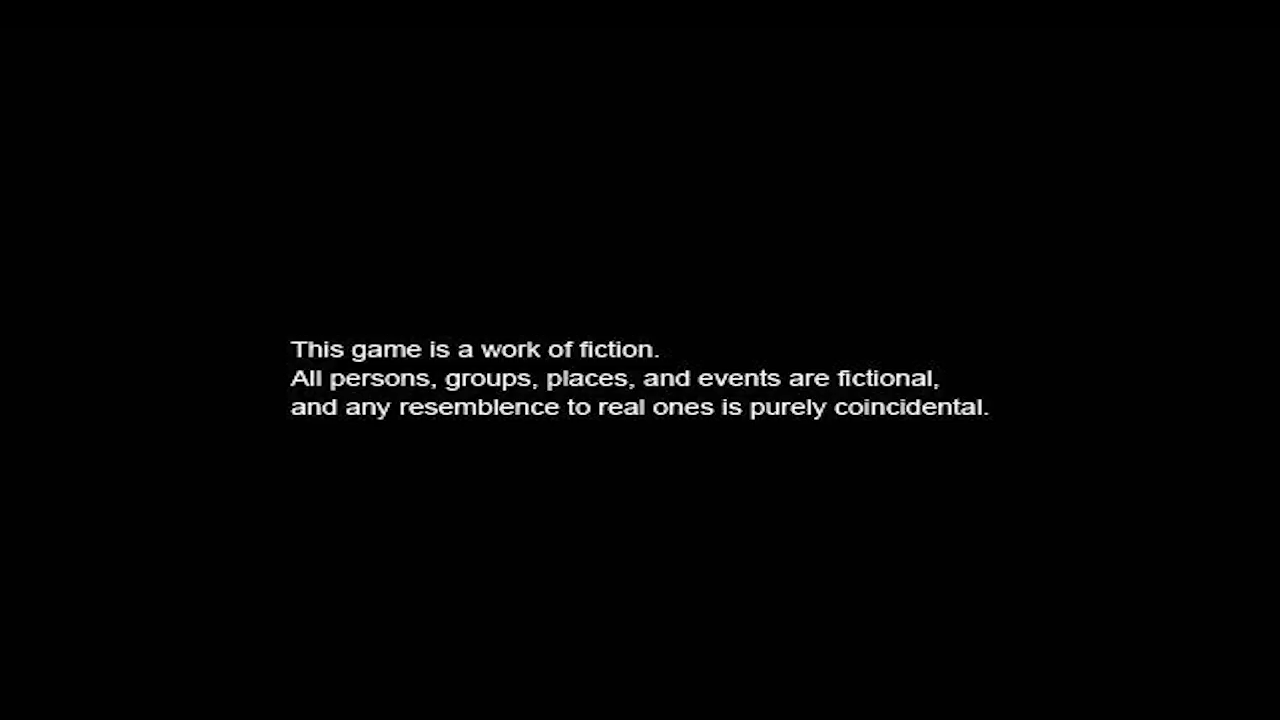 This game is a work of fiction.
All persons, groups, places, and events are fictional,
and any resemblence to real ones is purely coincidental.